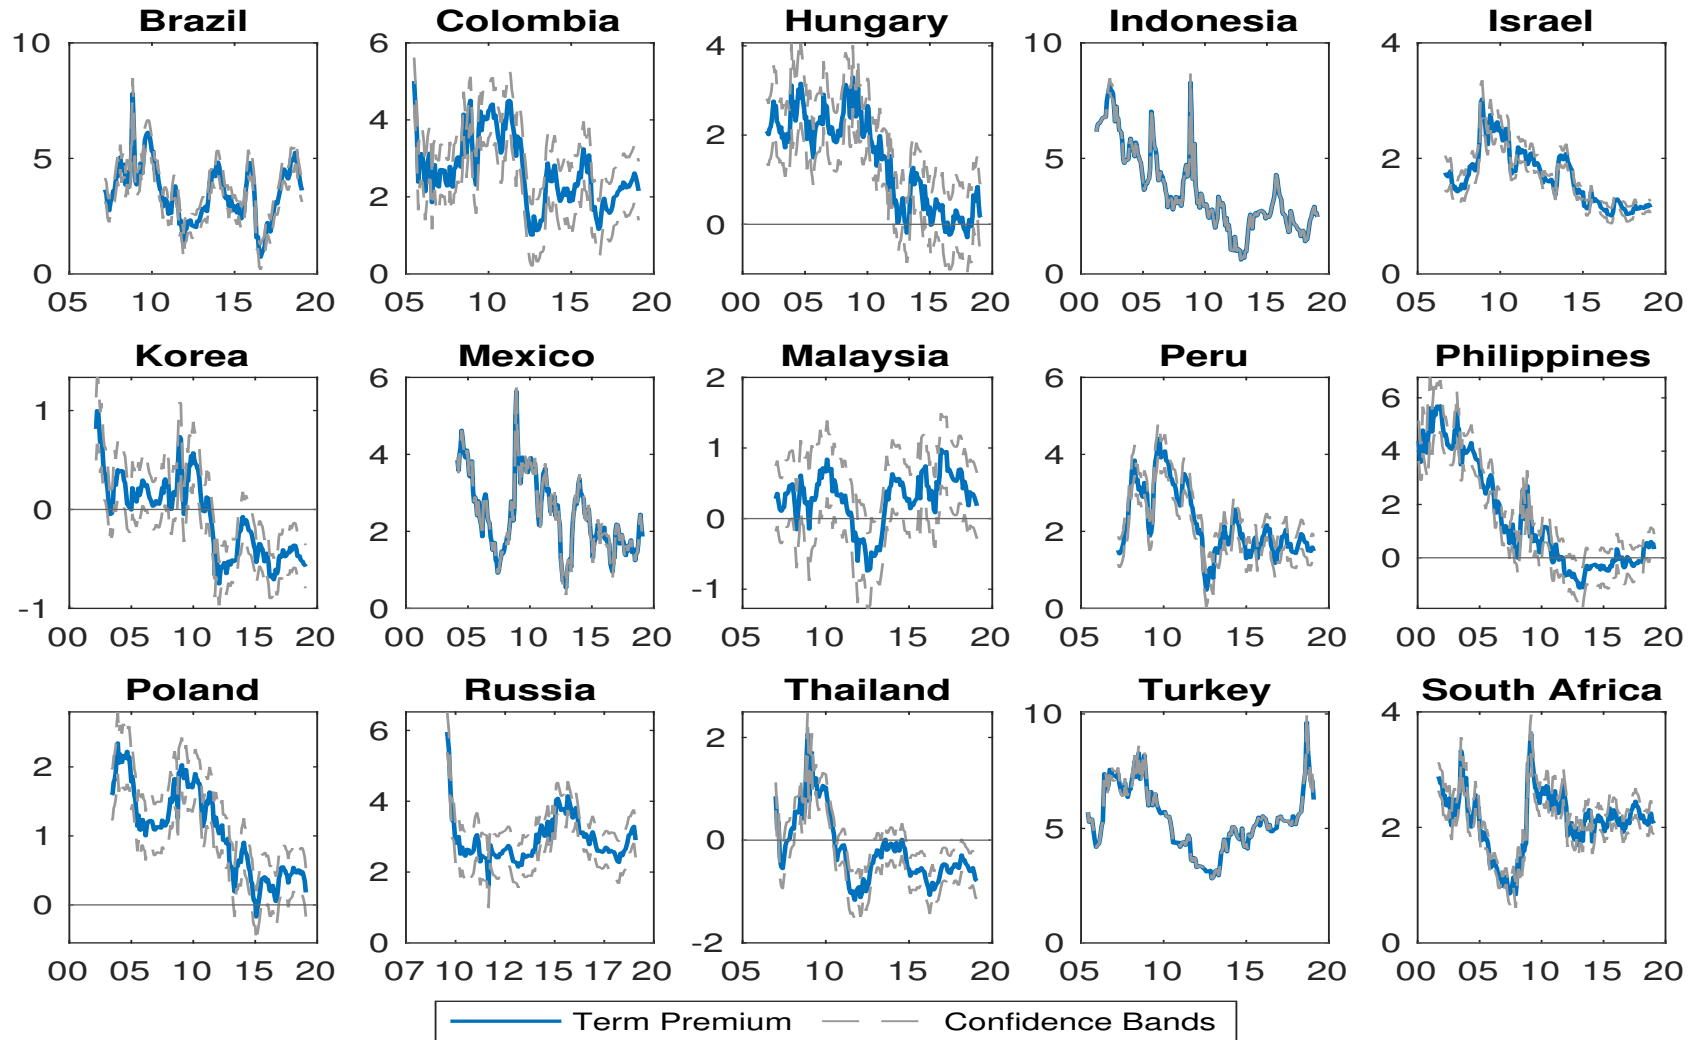 Brazil Colombia Hungary Indonesia Israel
10 6 4 10 4
5 4 2 5 2
2 0
0 0 0 0
05 10 15 20 05 10 15 20 00 05 10 15 20 00 05 10 15 20 05 10 15 20
Korea Mexico Malaysia Peru Philippines
6 2 6 6
1 4 1 4 4
0 2 0 2 2
-1 0 -1 0 0
00 05 10 15 20 00 05 10 15 20 05 10 15 20 05 10 15 20 00 05 10 15 20
Poland Russia Thailand Turkey South Africa
2 6 2 10 4
1 4 0 5 2
0 2
0 -2 0 0
00 05 10 15 20 07 10 12 15 17 20 05 10 15 20 05 10 15 20 00 05 10 15 20
Term Premium Confidence Bands